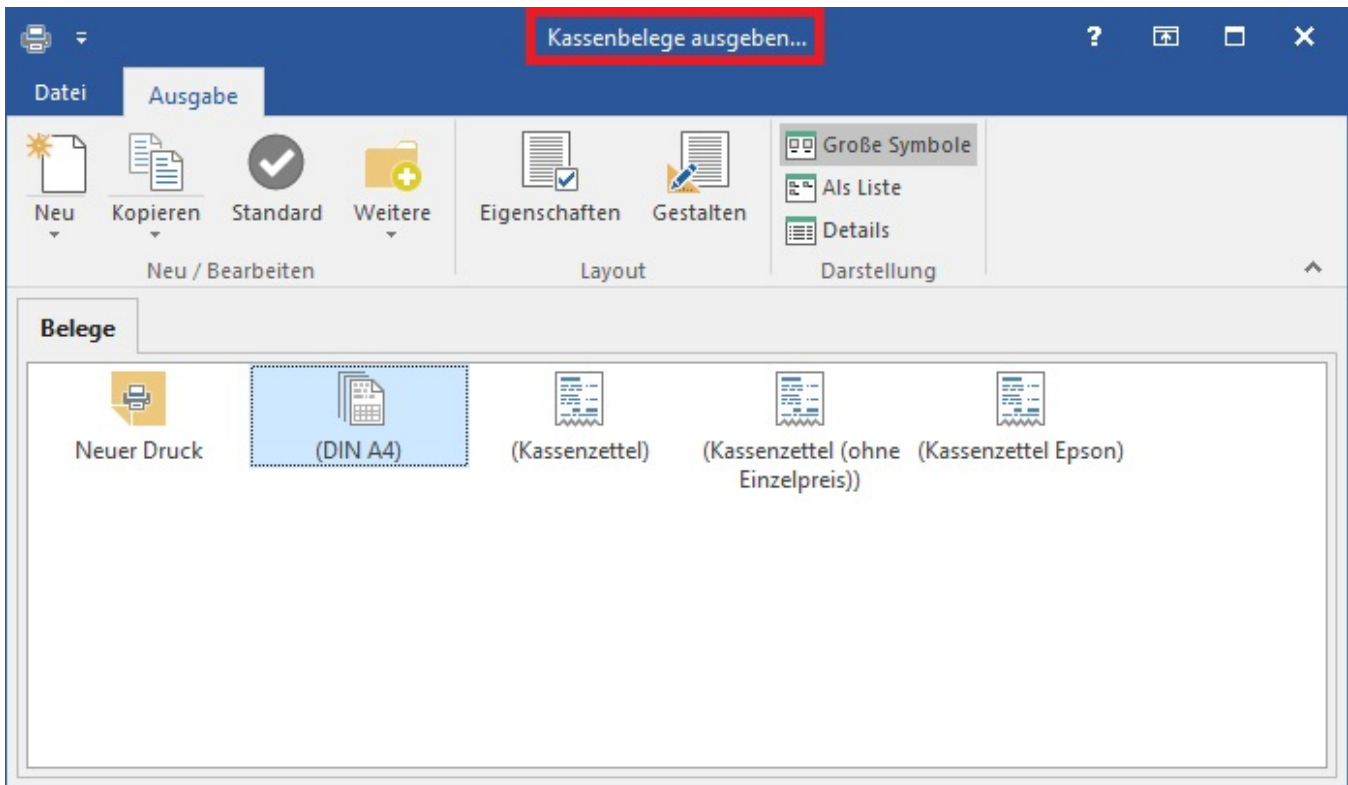 Kassenbelege ausgeben...
?
Datei Ausgabe
Neu Kopieren Standard Weitere Eigenschaften Gestalten
Große Symbole
Als Liste
Details
Neu / Bearbeiten Layout Darstellung
Belege
Neuer Druck (DIN A4) (Kassenzettel) (Kassenzettel (ohne (Kassenzettel Epson)
Einzelpreis))